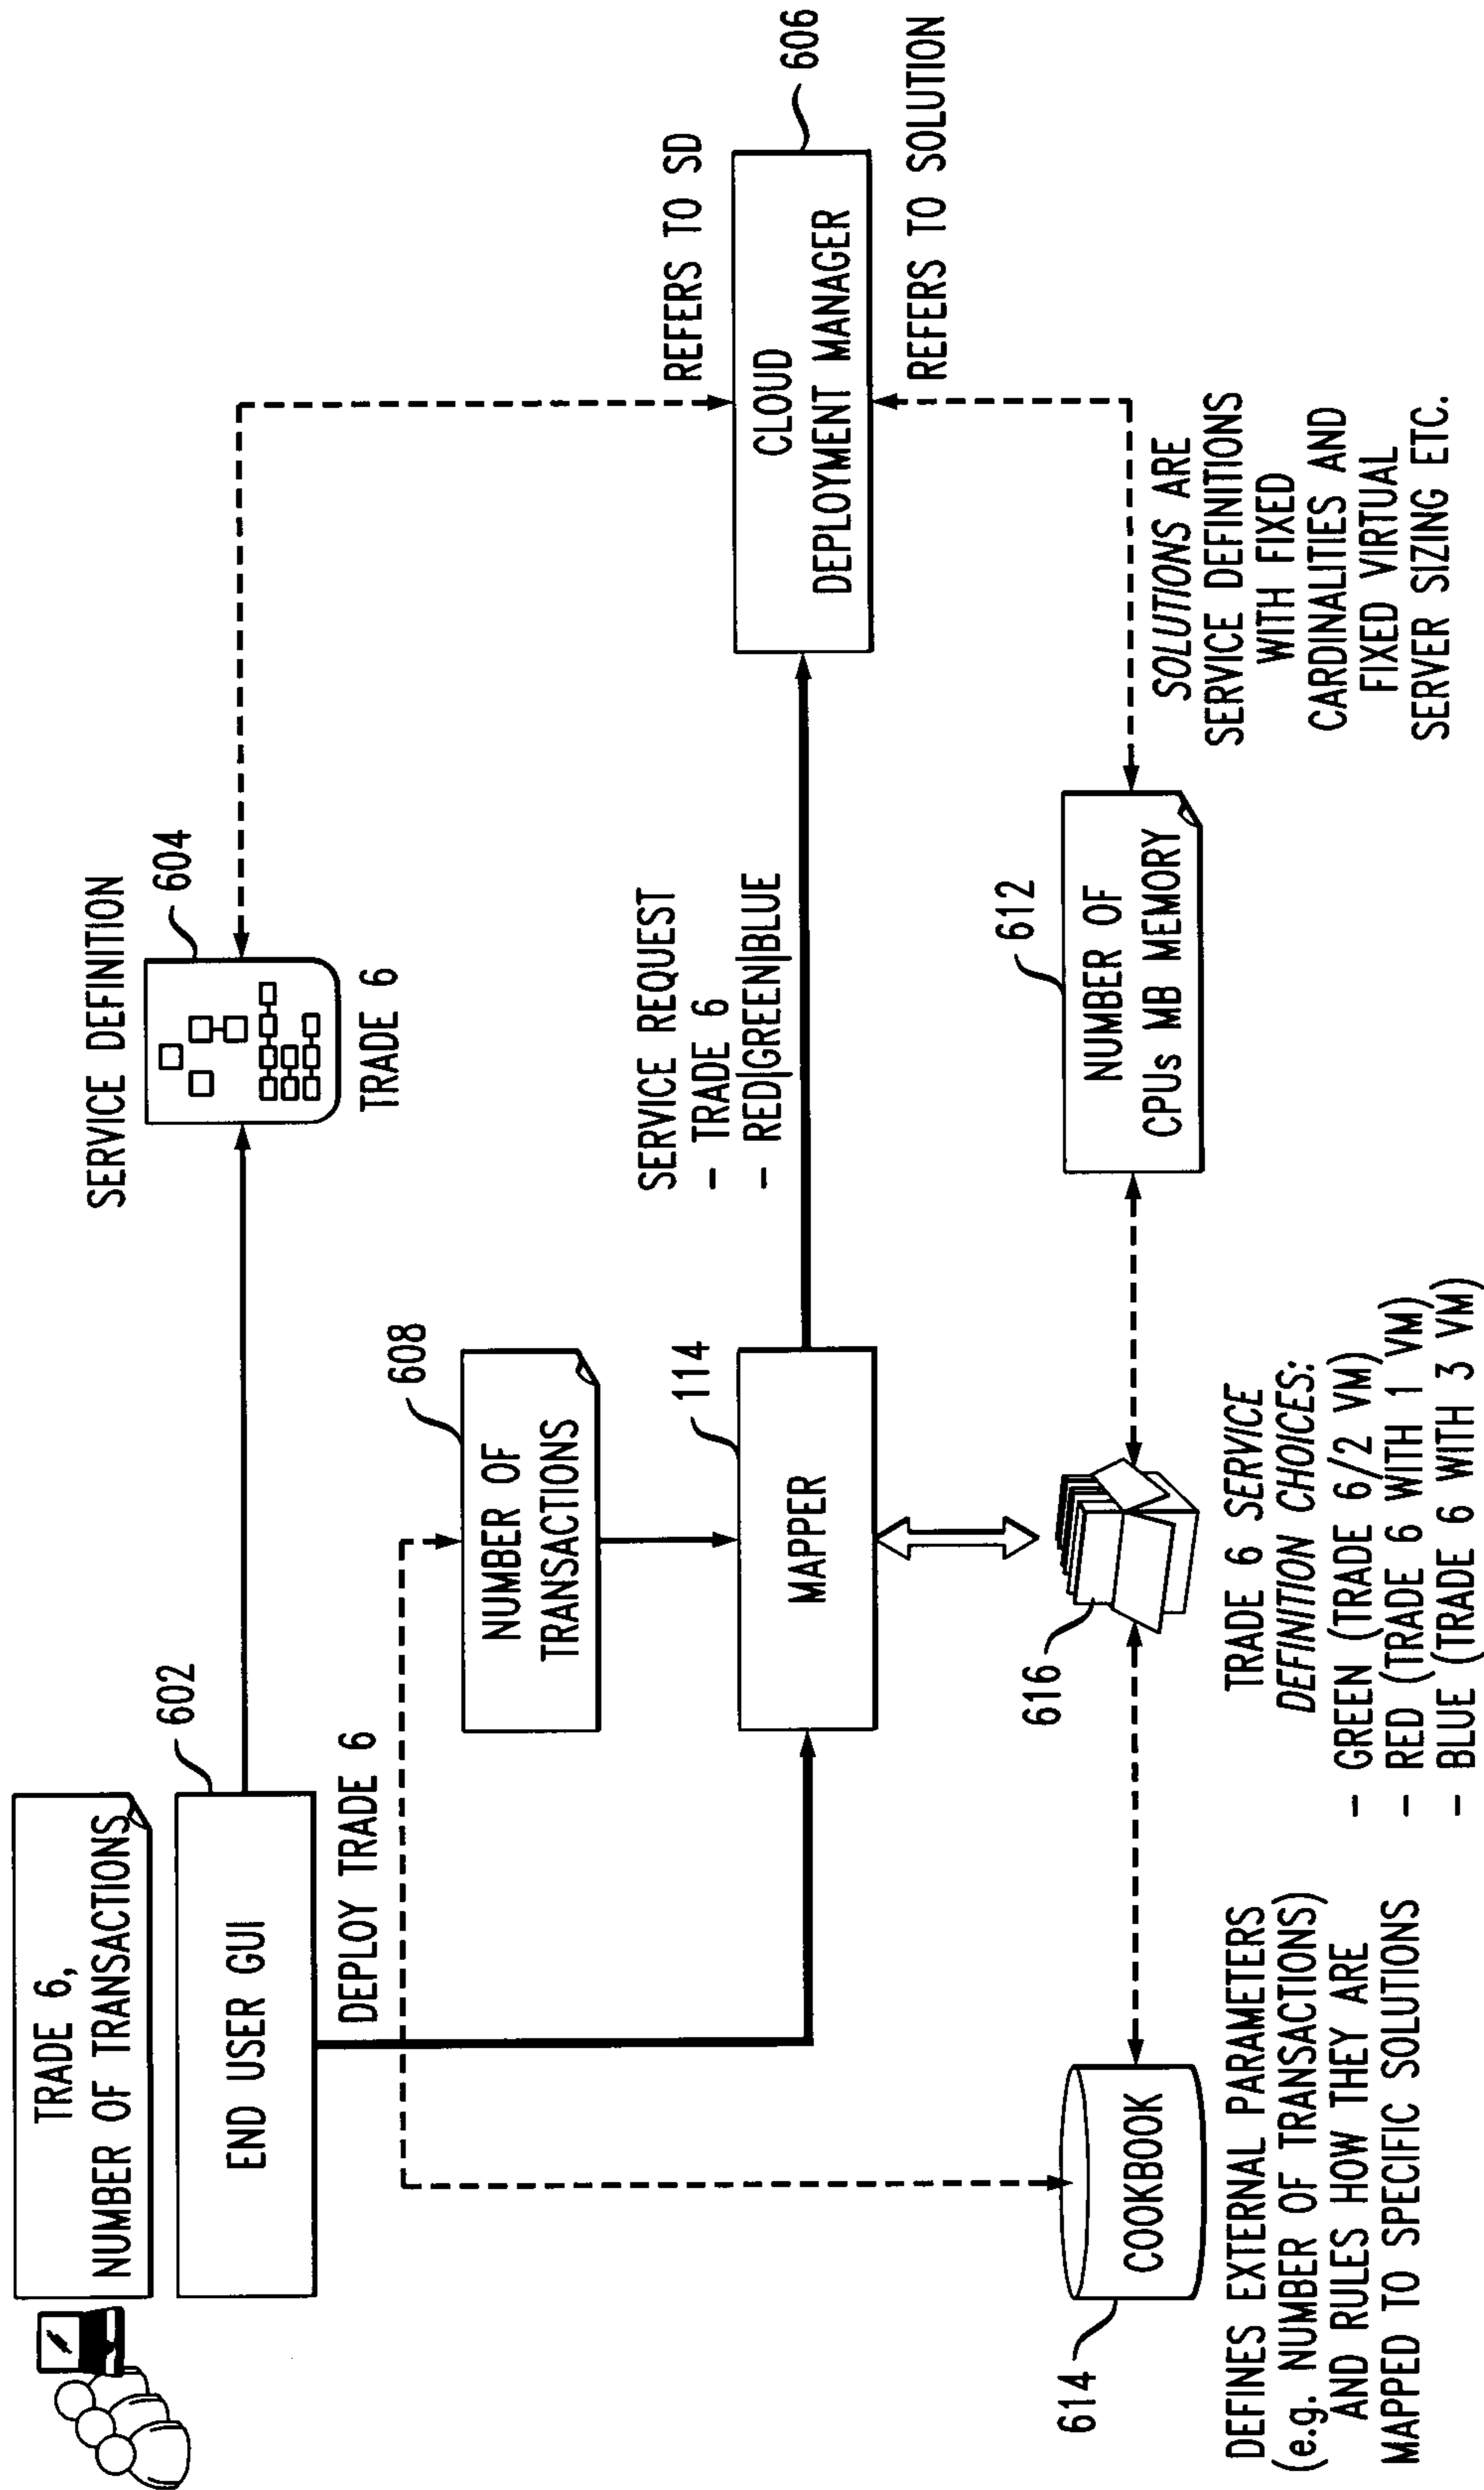 TRADE 6,
NUMBER OF TRANSACTIONS
END USER GUI
602
SERVICE DEFINITION
604
TRADE 6
DEPLOY TRADE 6
608
NUMBER OF
TRANSACTIONS
114
MAPPER
SERVICE REQUEST
- TRADE 6
- RED|GREEN|BLUE
REFERS TO SD
606
CLOUD
DEPLOYMENT MANAGER
REFERS TO SOLUTION
614
COOKBOOK
DEFINES EXTERNAL PARAMETERS
(e.g. NUMBER OF TRANSACTIONS)
AND RULES HOW THEY ARE
MAPPED TO SPECIFIC SOLUTIONS
616
TRADE 6 SERVICE
DEFINITION CHOICES:
- GREEN (TRADE 6/2 VM)
- RED (TRADE 6 WITH 1 VM)
- BLUE (TRADE 6 WITH 3 VM)
612
NUMBER OF
CPUs MB MEMORY
SOLUTIONS ARE
SERVICE DEFINITIONS
WITH FIXED
CARDINALITIES AND
FIXED VIRTUAL
SERVER SIZING ETC.